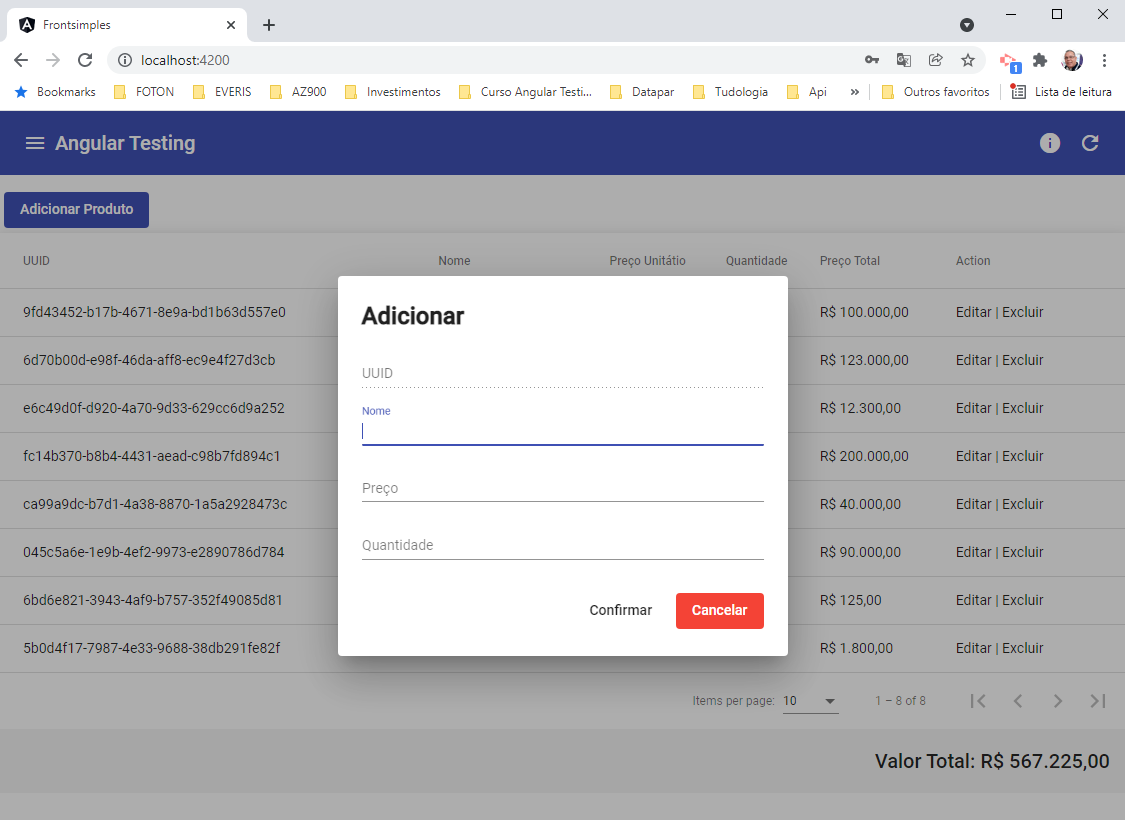 Frontsimples
localhost:4200
Bookmarks FOTON EVERIS AZ900 Investimentos Curso Angular Testi... Datapar Tudologia Api » Outros favoritos Lista de leitura
1
Angular Testing
Adicionar Produto
UUID Nome Preço Unitátio Quantidade Preço Total Action
9fd43452-b17b-4671-8e9a-bd1b63d557e0 R$ 100.000,00 Editar | Excluir
6d70b00d-e98f-46da-aff8-ec9e4f27d3cb R$ 123.000,00 Editar | Excluir
e6c49d0f-d920-4a70-9d33-629cc6d9a252 R$ 12.300,00 Editar | Excluir
fc14b370-b8b4-4431-aead-c98b7fd894c1 R$ 200.000,00 Editar | Excluir
ca99a9dc-b7d1-4a38-8870-1a5a2928473c R$ 40.000,00 Editar | Excluir
045c5a6e-1e9b-4ef2-9973-e2890786d784 R$ 90.000,00 Editar | Excluir
6bd6e821-3943-4af9-b757-352f49085d81 R$ 125,00 Editar | Excluir
5b0d4f17-7987-4e33-9688-38db291fe82f R$ 1.800,00 Editar | Excluir
Adicionar
UUID
Nome
Preço
Quantidade
Confirmar Cancelar
Items per page: 10 1 – 8 of 8
Valor Total: R$ 567.225,00